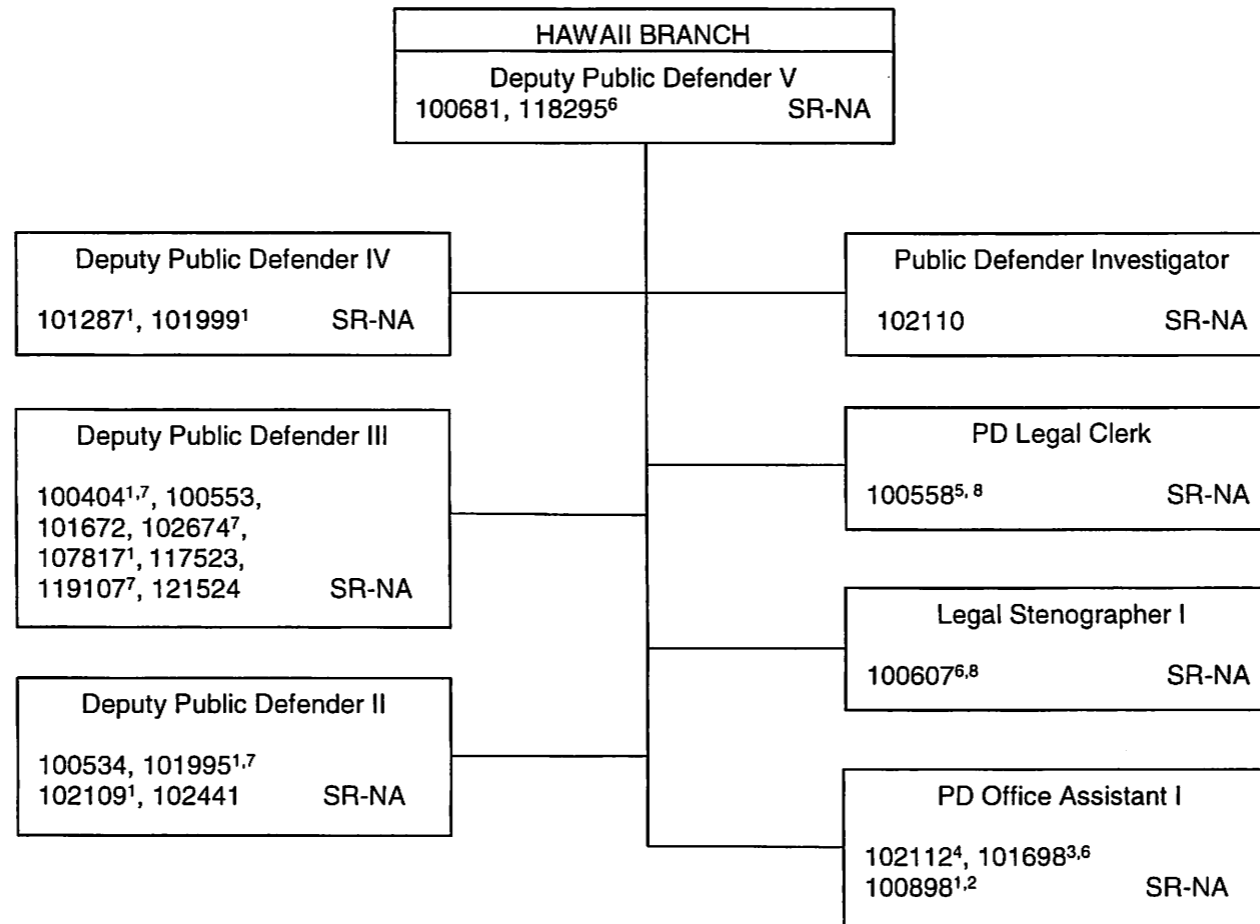 HAWAII BRANCH
Deputy Public Defender V
100681, 118295⁶ SR-NA
Deputy Public Defender IV
101287¹, 101999¹ SR-NA
Public Defender Investigator
102110 SR-NA
Deputy Public Defender III
100404¹,⁷, 100553,
101672, 102674⁷,
107817¹, 117523,
119107⁷, 121524 SR-NA
PD Legal Clerk
100558⁵, ⁸ SR-NA
Legal Stenographer I
100607⁶,⁸ SR-NA
Deputy Public Defender II
100534, 101995¹,⁷
102109¹, 102441 SR-NA
PD Office Assistant I
102112⁴, 101698³,⁶
100898¹,² SR-NA